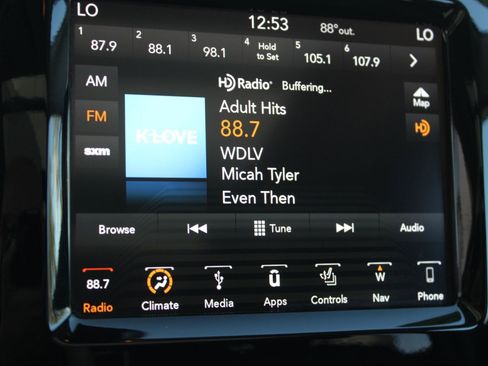 LO 12:53 88° out. LO
1 87.9 2 88.1 3 98.1 4 Hold to Set 5 105.1 6 107.9
AM
HD Radio Buffering...
Map
Adult Hits
FM
88.7
HD
K-LOVE
sxm
WDLV
Micah Tyler
Even Then
Browse Tune Audio
88.7 W
Radio Climate Media Apps Controls Nav Phone